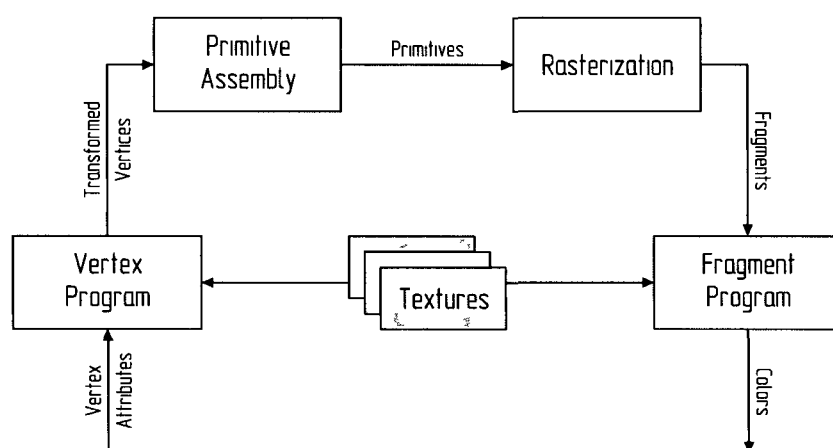 Primitive
Assembly
Primitives
Rasterization
Transformed
Vertices
Fragments
Vertex
Program
Textures
Fragment
Program
Vertex
Attributes
Colors